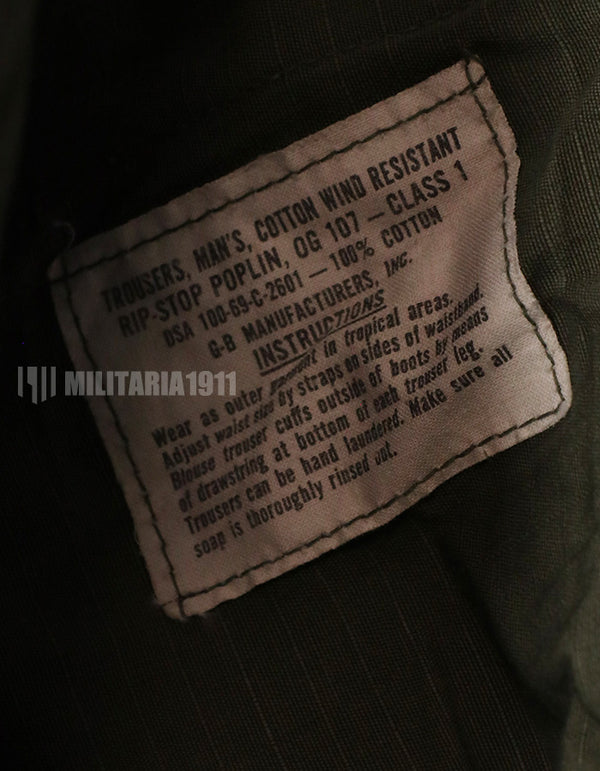 TROUSERS, MAN'S, COTTON WIND RESISTANT
RIP-STOP POPLIN, OG 107 — CLASS 1
DSA 100-69-C-2601 — 100% COTTON
G-B MANUFACTURERS, INC.
INSTRUCTIONS
Wear as outer garment in tropical areas.
Adjust waist size by straps on sides of waistband.
Blouse trouser cuffs outside of boots by means
of drawstring at bottom of each trouser leg.
Trousers can be hand laundered. Make sure all
soap is thoroughly rinsed out.
MILITARIA1911